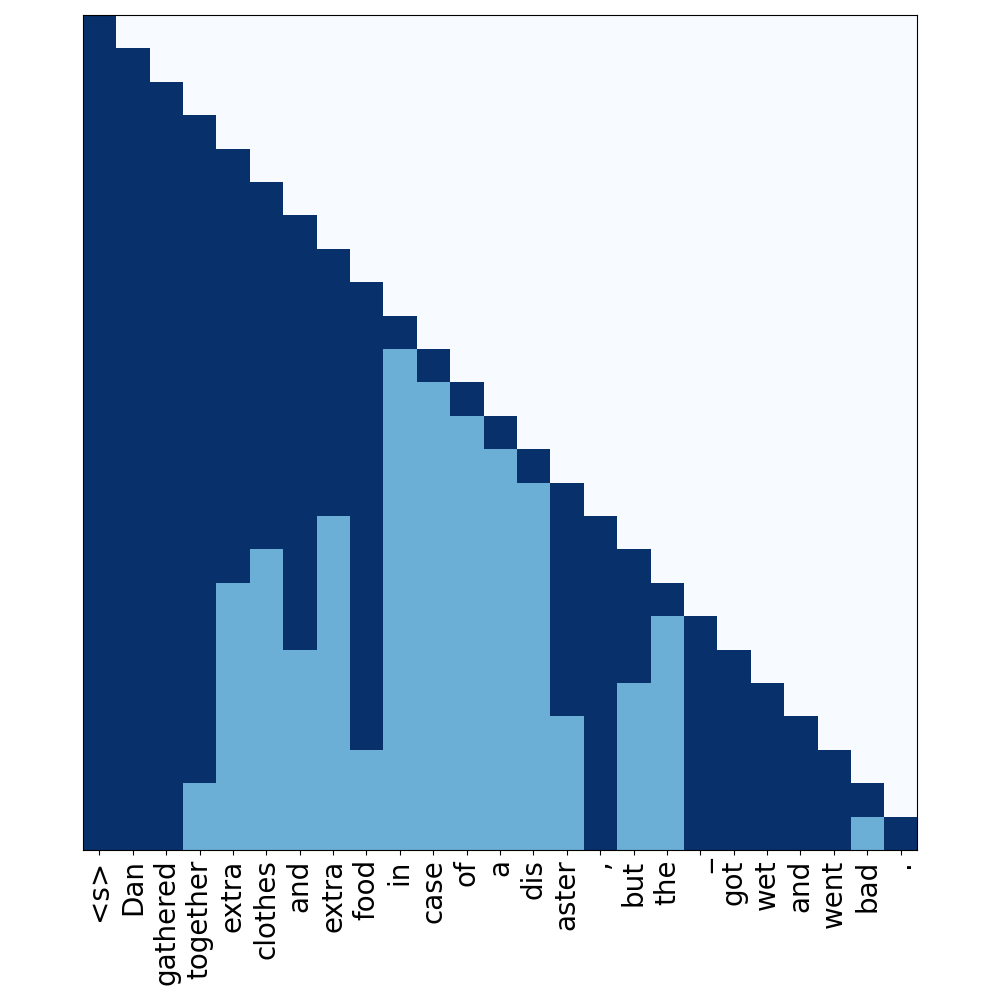 <s> Dan gathered together extra clothes and extra food in case of a dis aster , but the _ got wet and went bad .